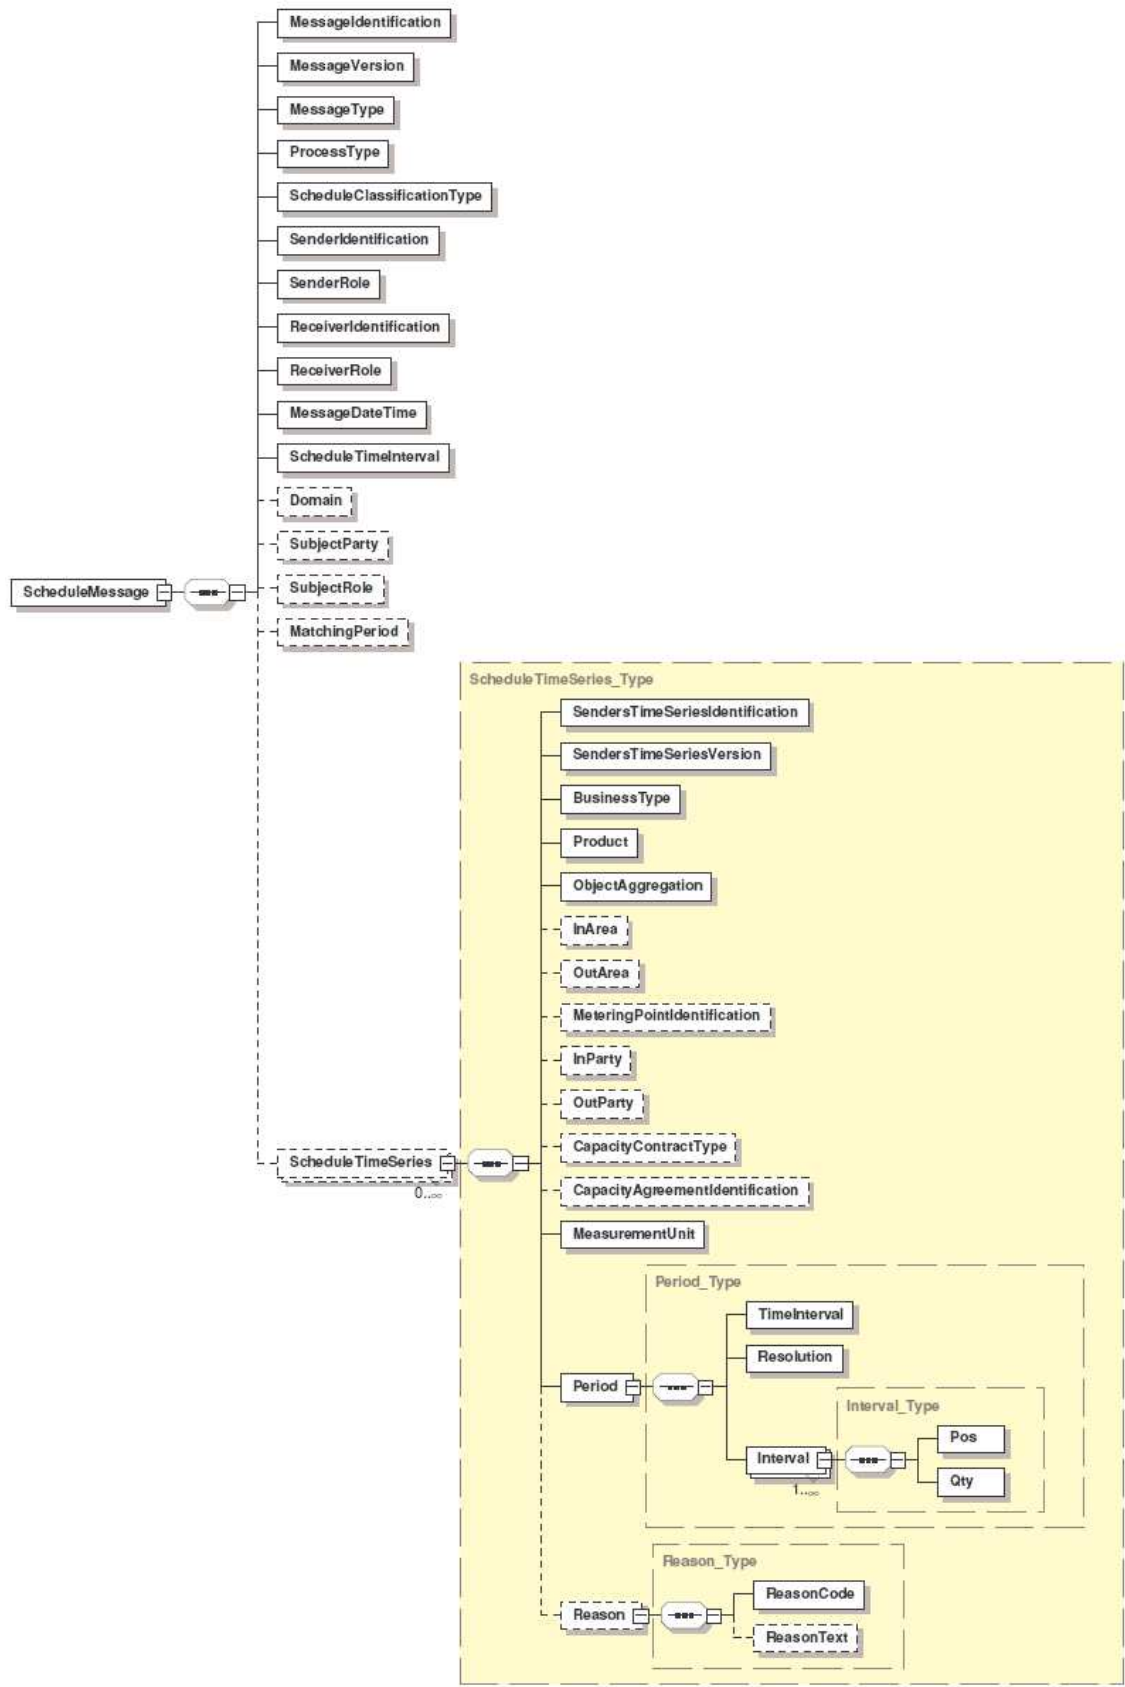 MessageIdentification
MessageVersion
MessageType
ProcessType
ScheduleClassificationType
SenderIdentification
SenderRole
ReceiverIdentification
ReceiverRole
MessageDateTime
ScheduleTimeInterval
Domain
SubjectParty
ScheduleMessage
SubjectRole
MatchingPeriod
ScheduleTimeSeries_Type
SendersTimeSeriesIdentification
SendersTimeSeriesVersion
BusinessType
Product
ObjectAggregation
InArea
OutArea
MeteringPointIdentification
InParty
OutParty
CapacityContractType
ScheduleTimeSeries
0..∞
CapacityAgreementIdentification
MeasurementUnit
Period_Type
TimeInterval
Resolution
Period
Interval_Type
Pos
Interval
1..∞
Qty
Reason_Type
ReasonCode
Reason
ReasonText